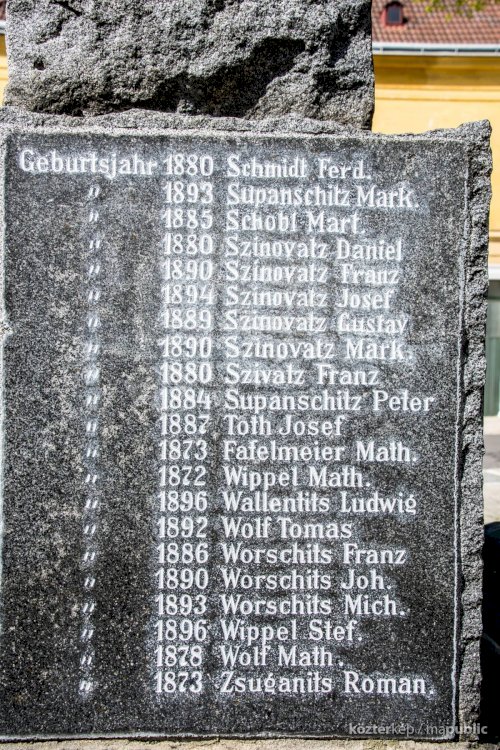 Geburtsjahr 1880 Schmidt Ferd.
" 1893 Supanschitz Mark.
" 1885 Schöbl Mart.
" 1880 Szinovatz Daniel
" 1890 Szinovatz Franz
" 1894 Szinovatz Josef
" 1889 Szinovatz Gustav
" 1890 Szinovatz Mark.
" 1880 Szivatz Franz
" 1884 Supanschitz Peter
" 1887 Toth Josef
" 1873 Fafelmeier Math.
" 1872 Wippel Math.
" 1896 Wallentits Ludwig
" 1892 Wolf Tomas
" 1886 Worschits Franz
" 1890 Worschits Joh.
" 1893 Worschits Mich.
" 1896 Wippel Stef.
" 1878 Wolf Math.
" 1873 Zsuganits Roman.
köztérkép / mapublic